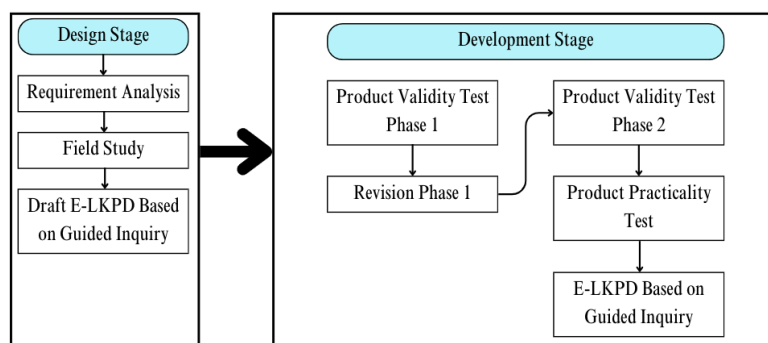 Design Stage
Requirement Analysis
Field Study
Draft E-LKPD Based
on Guided Inquiry
Development Stage
Product Validity Test
Phase 1
Revision Phase 1
Product Validity Test
Phase 2
Product Practicality
Test
E-LKPD Based on
Guided Inquiry